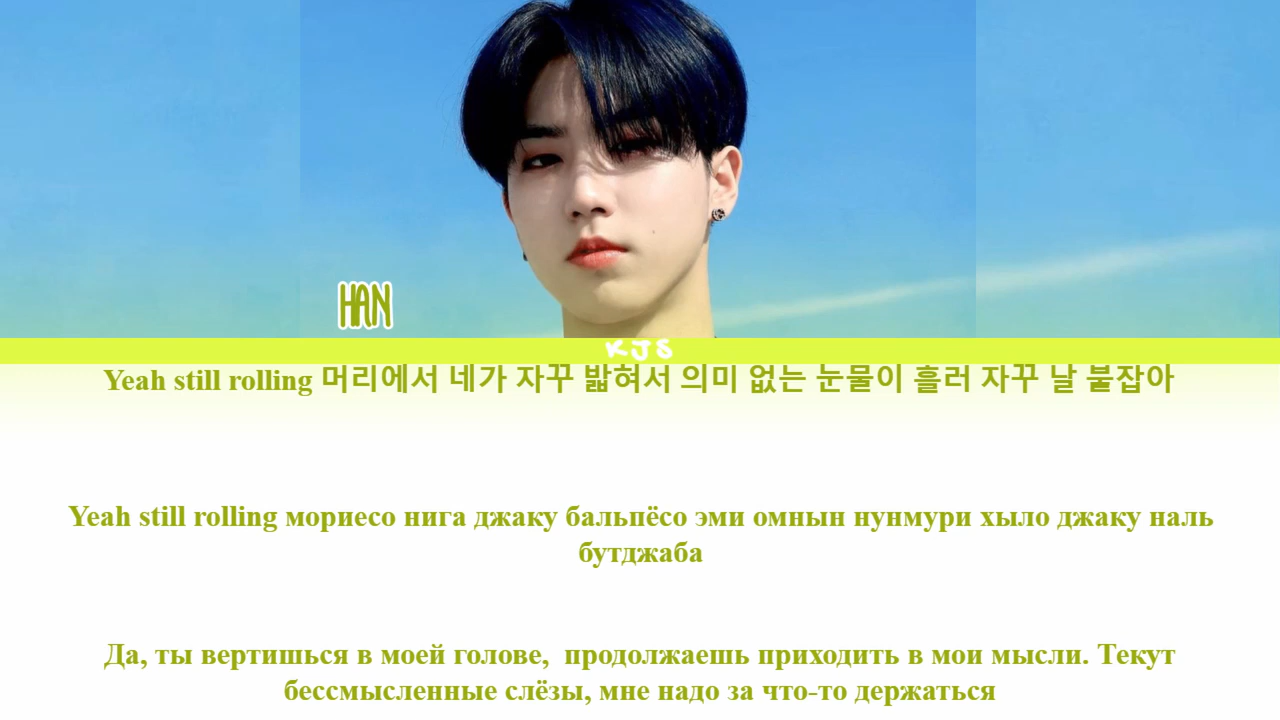 HAN
KJS
Yeah still rolling 머리에서 네가 자꾸 밟혀서 의미 없는 눈물이 흘러 자꾸 날 붙잡아
Yeah still rolling мориесо нига джаку бальпёсо эми омнын нунмури хыло джаку наль
бутджаба
Да, ты вертишься в моей голове,  продолжаешь приходить в мои мысли. Текут
бессмысленные слёзы, мне надо за что-то держаться